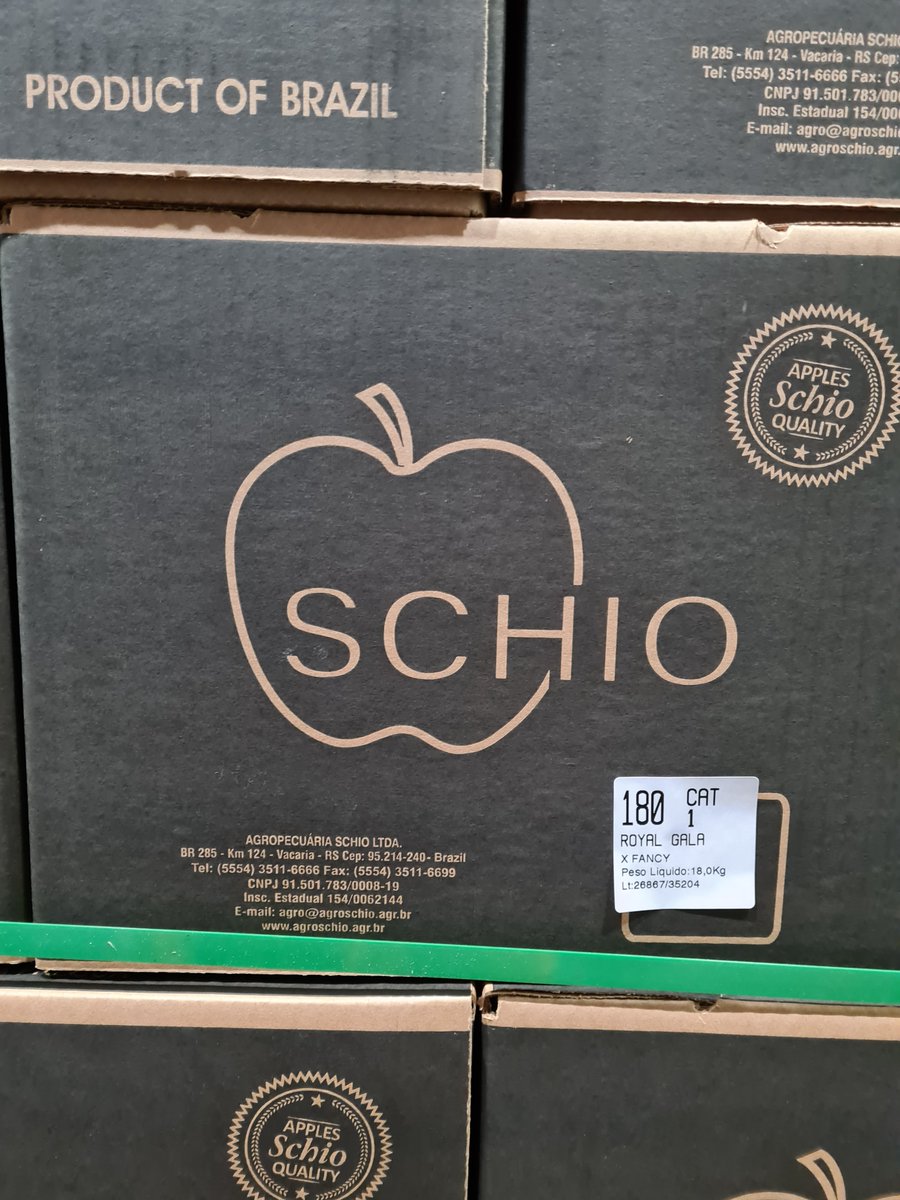 PRODUCT OF BRAZIL
AGROPECUÁRIA SCHIO
BR 285 - Km 124 - Vacaria - RS Cep:
Tel: (5554) 3511-6666 Fax: (5
CNPJ 91.501.783/00
Insc. Estadual 154/00
E-mail: agro@agroschi
www.agroschio.agr.
APPLES
Schio
QUALITY
SCHIO
180 CAT
1
ROYAL GALA
X FANCY
Peso Liquido:18,0Kg
Lt:26867/35204
AGROPECUÁRIA SCHIO LTDA.
BR 285 - Km 124 - Vacaria - RS Cep: 95.214-240- Brazil
Tel: (5554) 3511-6666 Fax: (5554) 3511-6699
CNPJ 91.501.783/0008-19
Insc. Estadual 154/0062144
E-mail: agro@agroschio.agr.br
www.agroschio.agr.br
APPLES
Schio
QUALITY